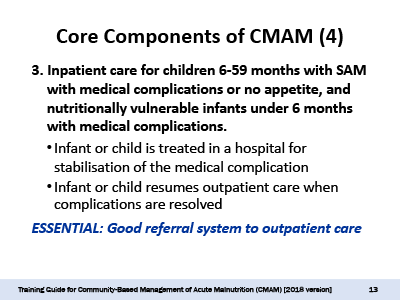 Core Components of CMAM (4)
3. Inpatient care for children 6-59 months with SAM
with medical complications or no appetite, and
nutritionally vulnerable infants under 6 months
with medical complications.
• Infant or child is treated in a hospital for
stabilisation of the medical complication
• Infant or child resumes outpatient care when
complications are resolved
ESSENTIAL: Good referral system to outpatient care
Training Guide for Community-Based Management of Acute Malnutrition (CMAM) [2018 version]
13